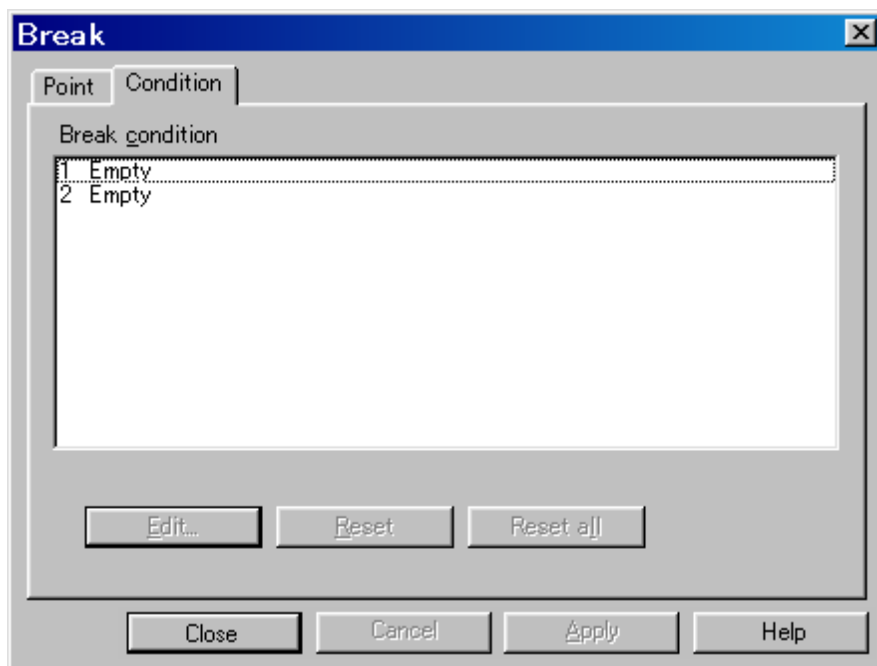 Break
Point Condition
Break condition
1 Empty
2 Empty
Edit... Reset Reset all
Close Cancel Apply Help